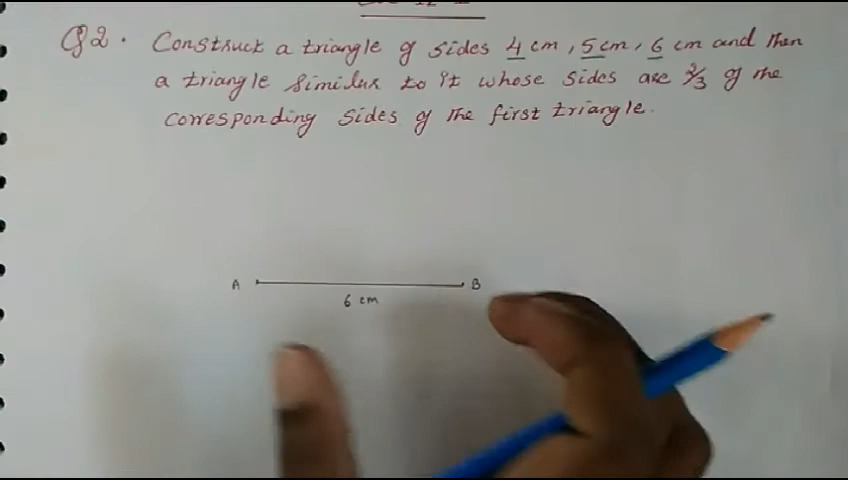 Q2. Construct a triangle of sides 4 cm, 5 cm, 6 cm and then
a triangle similar to it whose sides are 2/3 of the
corresponding sides of the first triangle.
A B
6 cm